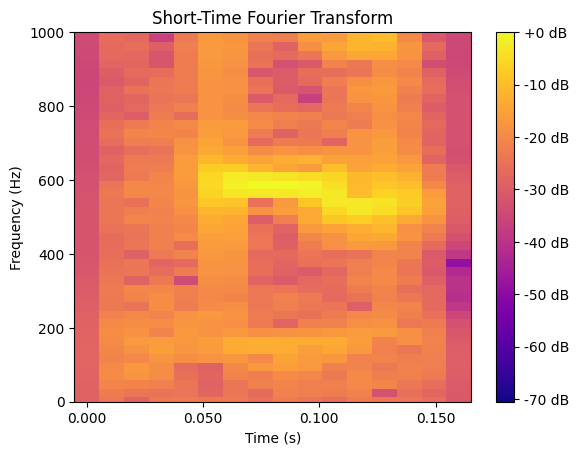 Short-Time Fourier Transform
1000
800
600
400
200
0
Frequency (Hz)
0.000
0.050
0.100
0.150
Time (s)
+0 dB
-10 dB
-20 dB
-30 dB
-40 dB
-50 dB
-60 dB
-70 dB